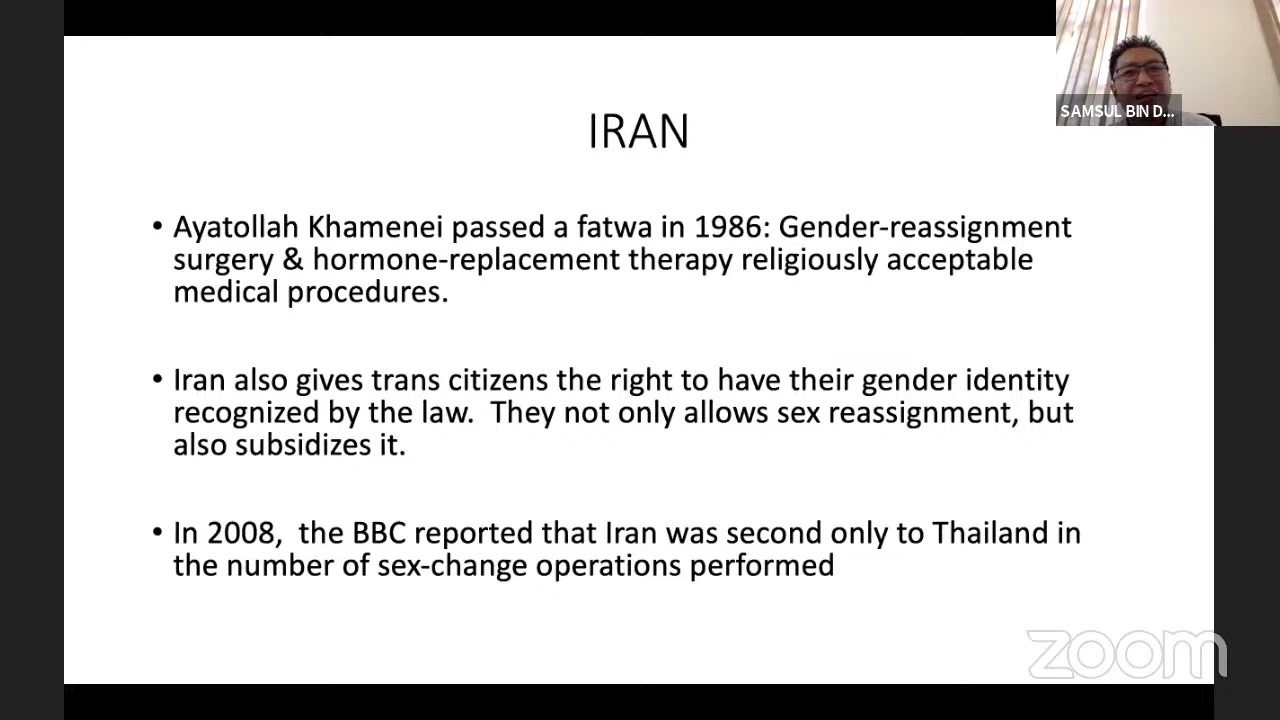 SAMSUL BIN D...
IRAN
• Ayatollah Khamenei passed a fatwa in 1986: Gender-reassignment
surgery & hormone-replacement therapy religiously acceptable
medical procedures.
• Iran also gives trans citizens the right to have their gender identity
recognized by the law.  They not only allows sex reassignment, but
also subsidizes it.
• In 2008,  the BBC reported that Iran was second only to Thailand in
the number of sex-change operations performed
zoom